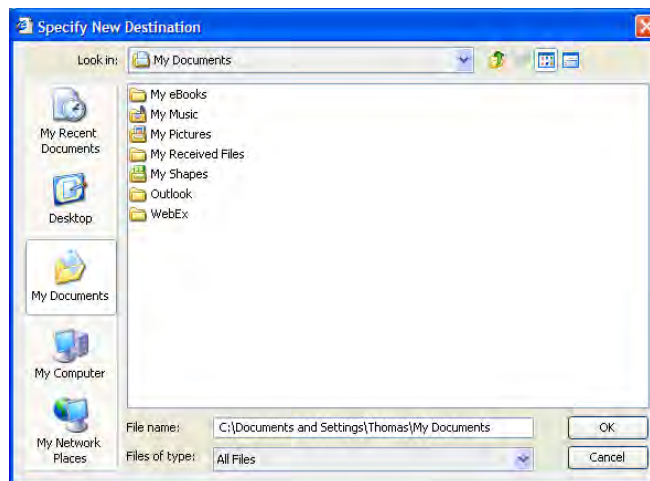 Specify New Destination
Look in: My Documents
My Recent
Documents
Desktop
My Documents
My Computer
My Network
Places
My eBooks
My Music
My Pictures
My Received Files
My Shapes
Outlook
WebEx
File name: C:\Documents and Settings\Thomas\My Documents OK
Files of type: All Files Cancel